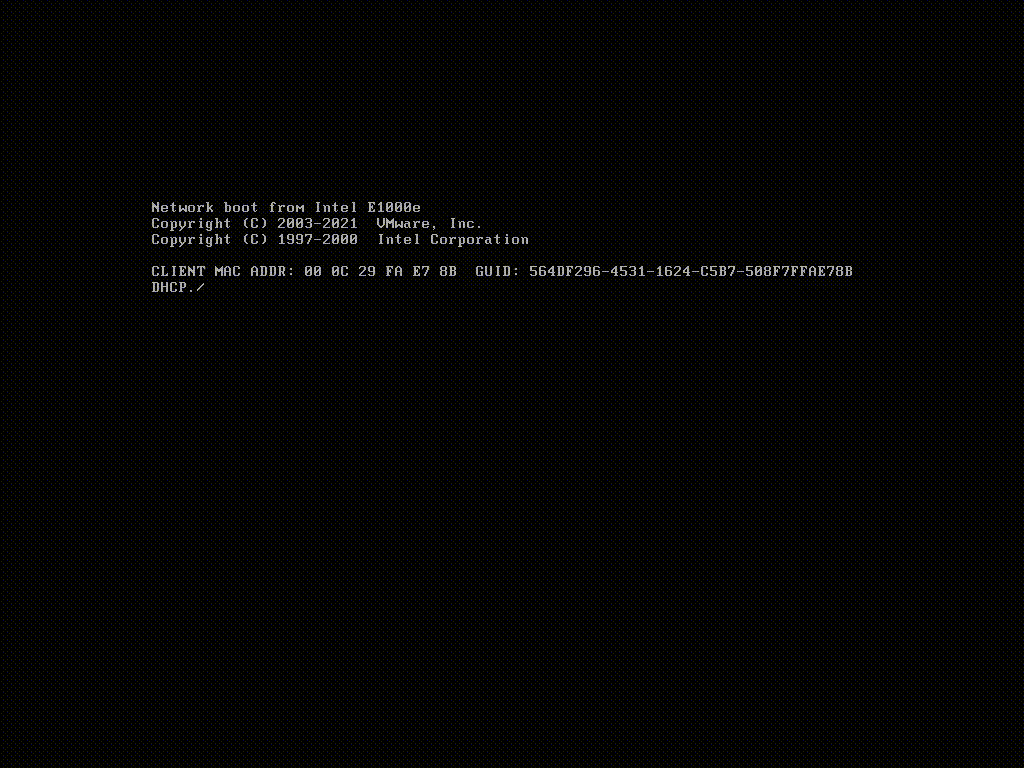 Network boot from Intel E1000e
Copyright (C) 2003-2021  VMware, Inc.
Copyright (C) 1997-2000  Intel Corporation
CLIENT MAC ADDR: 00 0C 29 FA E7 8B  GUID: 564DF296-4531-1624-C5B7-508F7FFAE78B
DHCP./